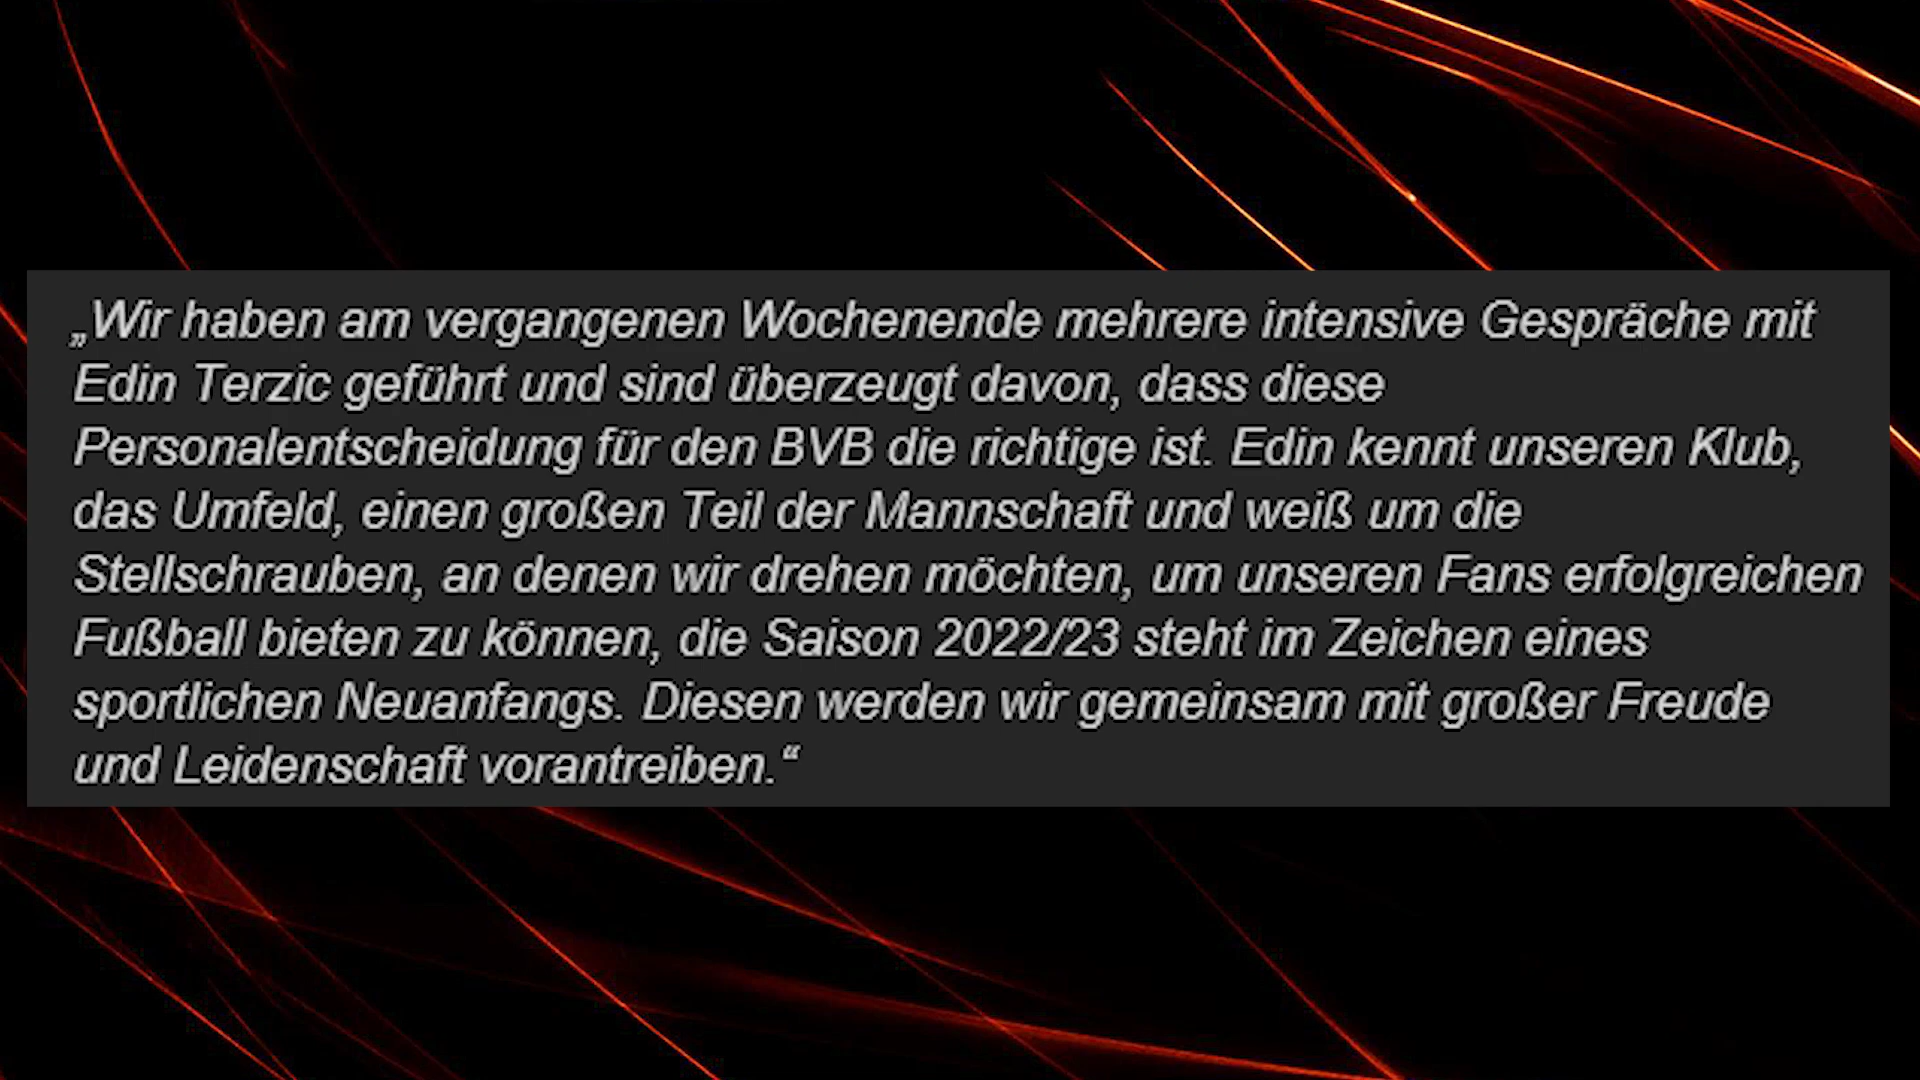 „Wir haben am vergangenen Wochenende mehrere intensive Gespräche mit
Edin Terzic geführt und sind überzeugt davon, dass diese
Personalentscheidung für den BVB die richtige ist. Edin kennt unseren Klub,
das Umfeld, einen großen Teil der Mannschaft und weiß um die
Stellschrauben, an denen wir drehen möchten, um unseren Fans erfolgreichen
Fußball bieten zu können, die Saison 2022/23 steht im Zeichen eines
sportlichen Neuanfangs. Diesen werden wir gemeinsam mit großer Freude
und Leidenschaft vorantreiben.“